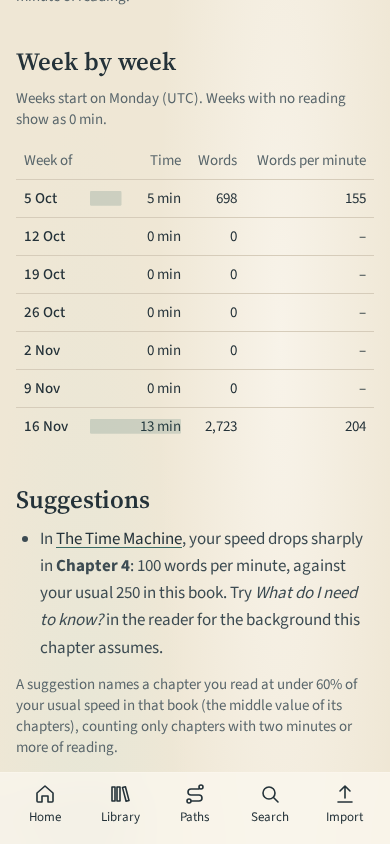 Week by week
Weeks start on Monday (UTC). Weeks with no reading
show as 0 min.
Week of Time Words Words per minute
5 Oct 5 min 698 155
12 Oct 0 min 0 –
19 Oct 0 min 0 –
26 Oct 0 min 0 –
2 Nov 0 min 0 –
9 Nov 0 min 0 –
16 Nov 13 min 2,723 204
Suggestions
• In The Time Machine, your speed drops sharply
in Chapter 4: 100 words per minute, against
your usual 250 in this book. Try What do I need
to know? in the reader for the background this
chapter assumes.
A suggestion names a chapter you read at under 60% of
your usual speed in that book (the middle value of its
chapters), counting only chapters with two minutes or
more of reading.
Home Library Paths Search Import